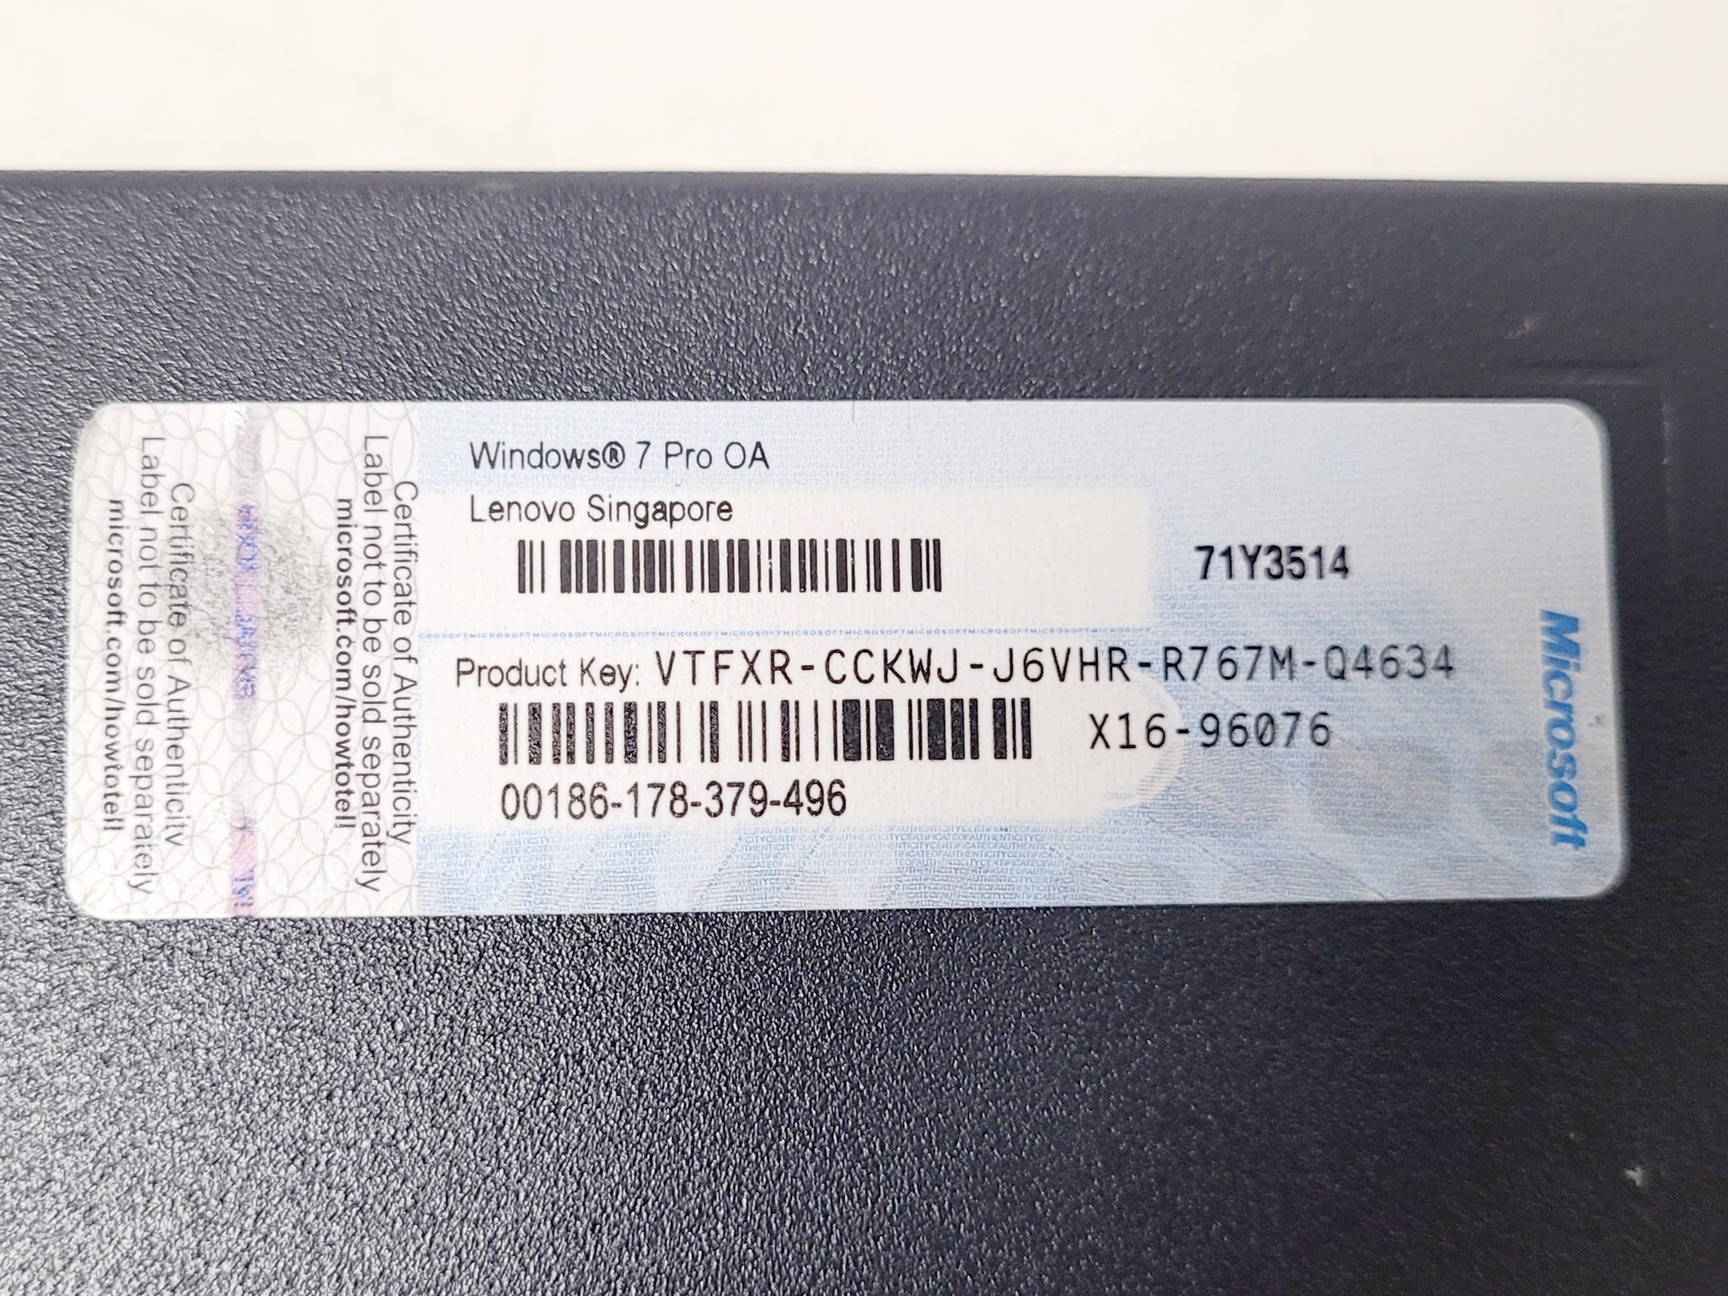 Windows® 7 Pro OA
Lenovo Singapore
71Y3514
Product Key: VTFXR-CCKWJ-J6VHR-R767M-Q4634
X16-96076
00186-178-379-496
Microsoft
Certificate of Authenticity
Label not to be sold separately
microsoft.com/howtotell
Certificate of Authenticity
Label not to be sold separately
microsoft.com/howtotell